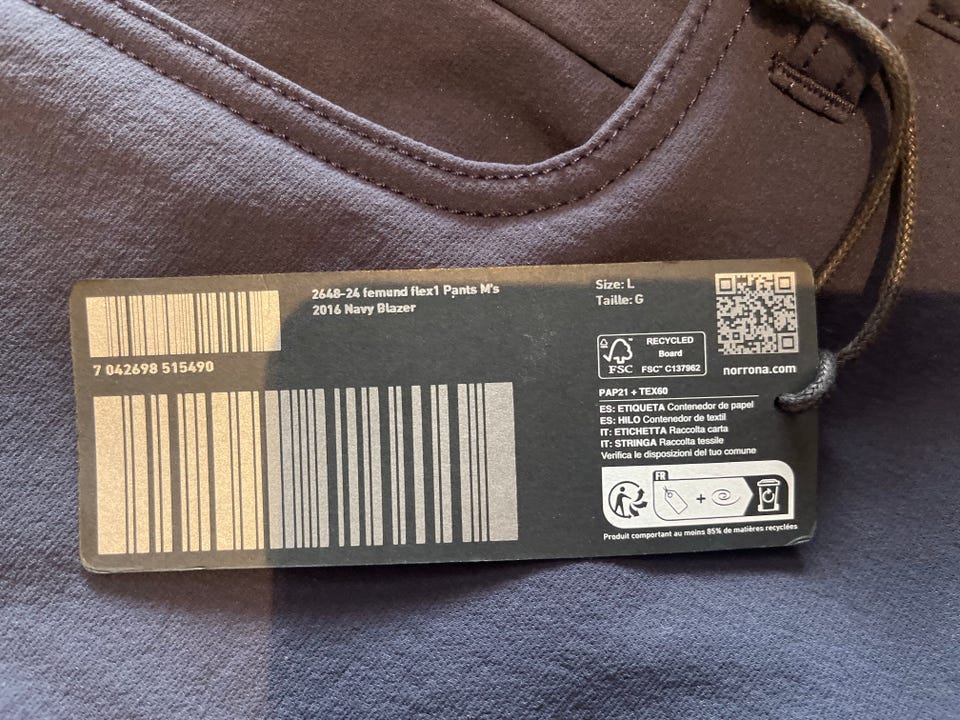 2648-24 femund flex1 Pants M's
2016 Navy Blazer
Size: L
Taille: G
7 042698 515490
FSC™
RECYCLED
Board
FSC™ C137962
norrona.com
PAP21 + TEX60
ES: ETIQUETA Contenedor de papel
ES: HILO Contenedor de textil
IT: ETICHETTA Raccolta carta
IT: STRINGA Raccolta tessile
Verifica le disposizioni del tuo comune
FR
+
Produit comportant au moins 85% de matières recyclées